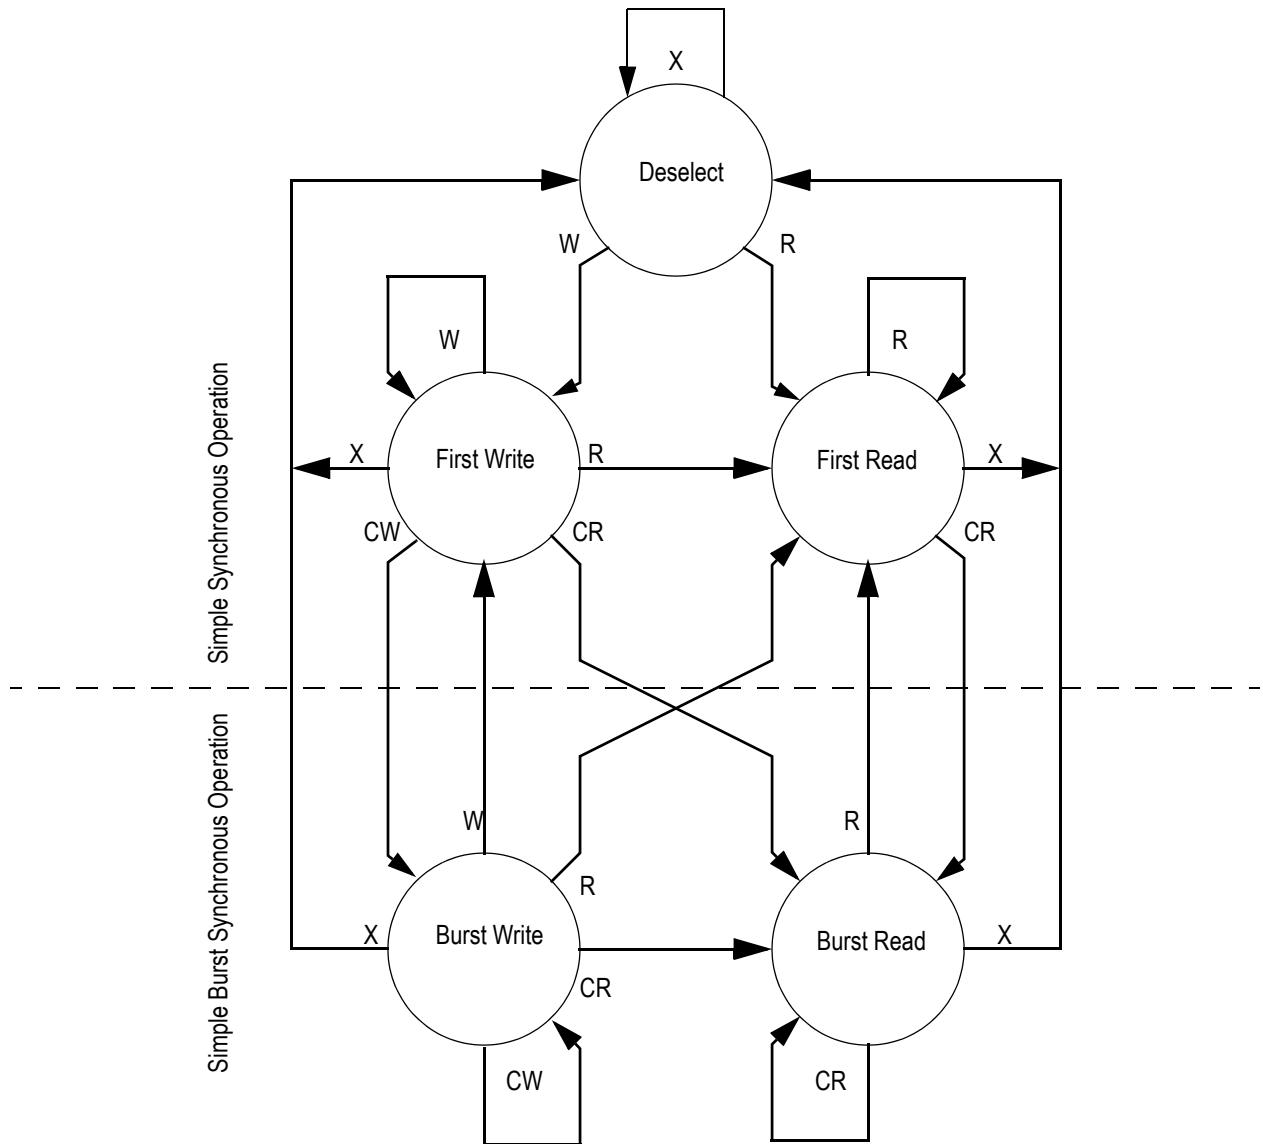 X
Deselect
W
R
W
R
Simple Synchronous Operation
X
First Write
R
First Read
X
CW
CR
CR
Simple Burst Synchronous Operation
W
R
R
X
Burst Write
Burst Read
X
CR
CW
CR